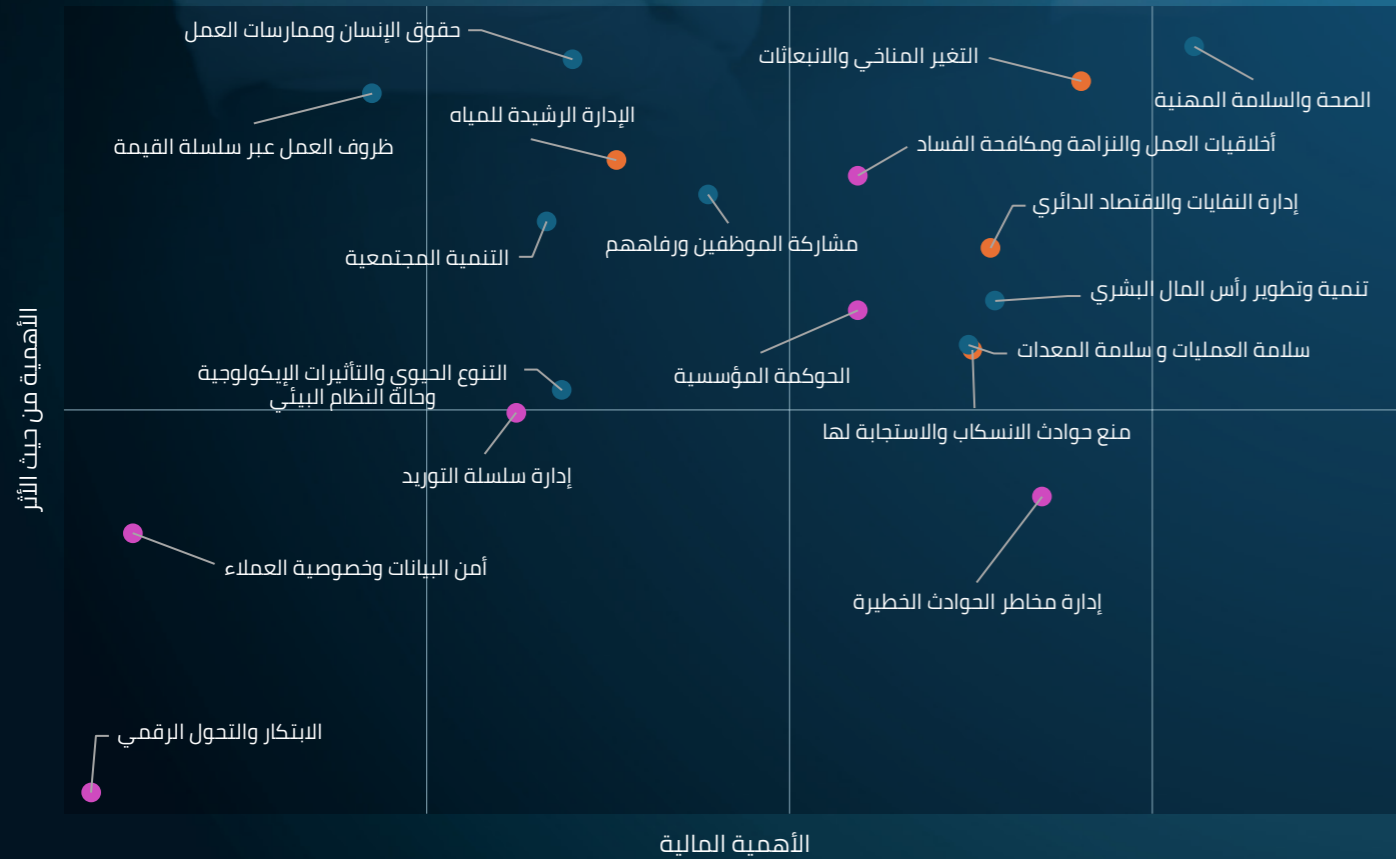 حقوق الإنسان وممارسات العمل
التغير المناخي والانبعاثات
الصحة والسلامة المهنية
الإدارة الرشيدة للمياه
ظروف العمل عبر سلسلة القيمة
أخلاقيات العمل والنزاهة ومكافحة الفساد
إدارة النفايات والاقتصاد الدائري
مشاركة الموظفين ورفاههم
التنمية المجتمعية
تنمية وتطوير رأس المال البشري
سلامة العمليات و سلامة المعدات
الحوكمة المؤسسية
التنوع الحيوي والتأثيرات الإيكولوجية
وحالة النظام البيئي
منع حوادث الانسكاب والاستجابة لها
إدارة سلسلة التوريد
أمن البيانات وخصوصية العملاء
إدارة مخاطر الحوادث الخطيرة
الابتكار والتحول الرقمي
الأهمية من حيث الأثر
الأهمية المالية